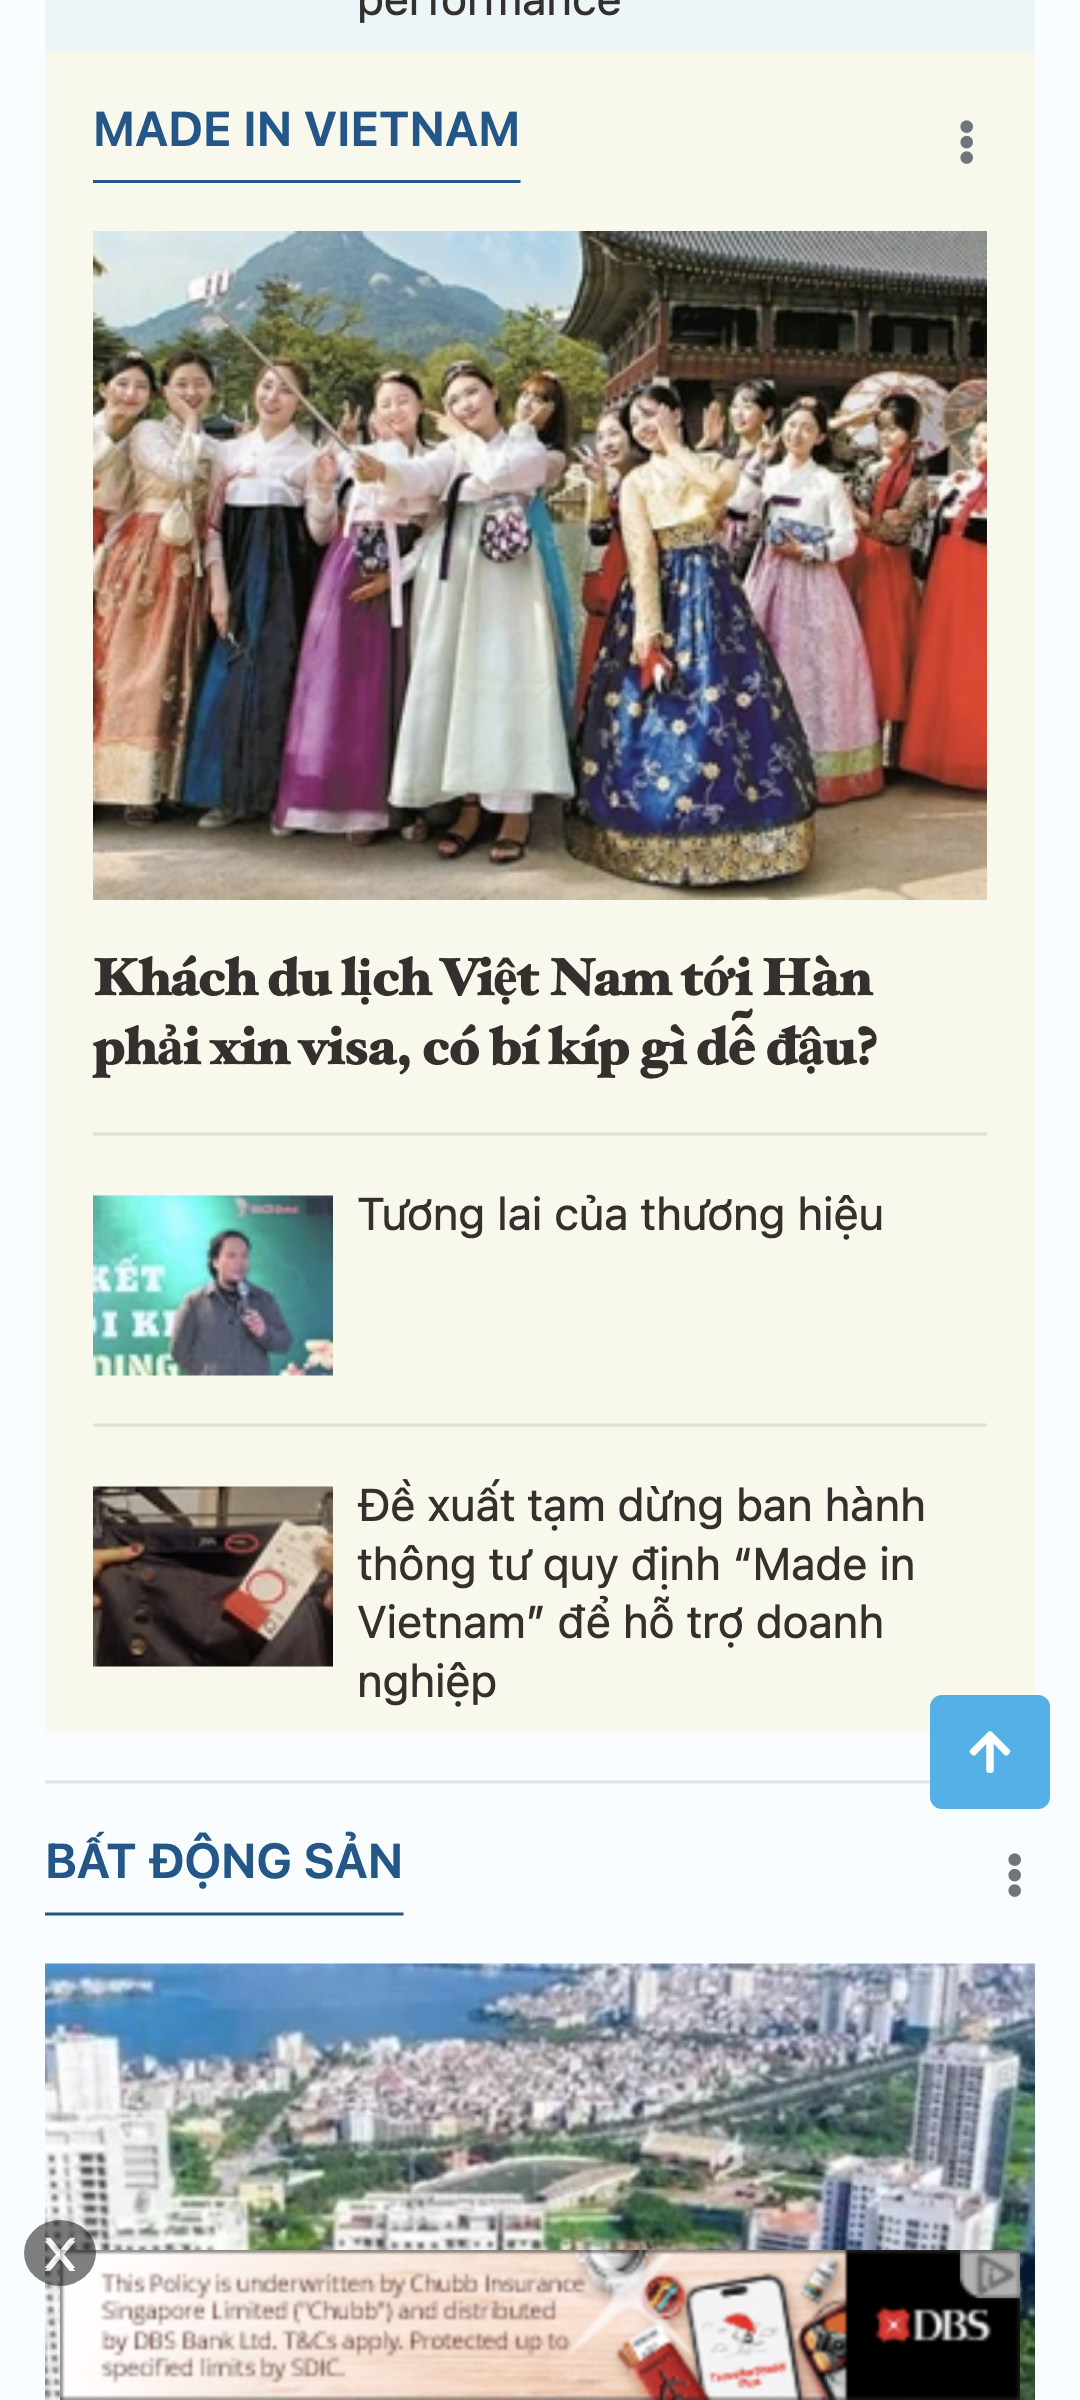 performance
MADE IN VIETNAM
Khách du lịch Việt Nam tới Hàn
phải xin visa, có bí kíp gì dễ đậu?
Tương lai của thương hiệu
KẾT
I K
DING
Đề xuất tạm dừng ban hành
thông tư quy định “Made in
Vietnam” để hỗ trợ doanh
nghiệp
BẤT ĐỘNG SẢN
X
This Policy is underwritten by Chubb Insurance
Singapore Limited ("Chubb") and distributed
by DBS Bank Ltd. T&Cs apply. Protected up to
specified limits by SDIC.
DBS